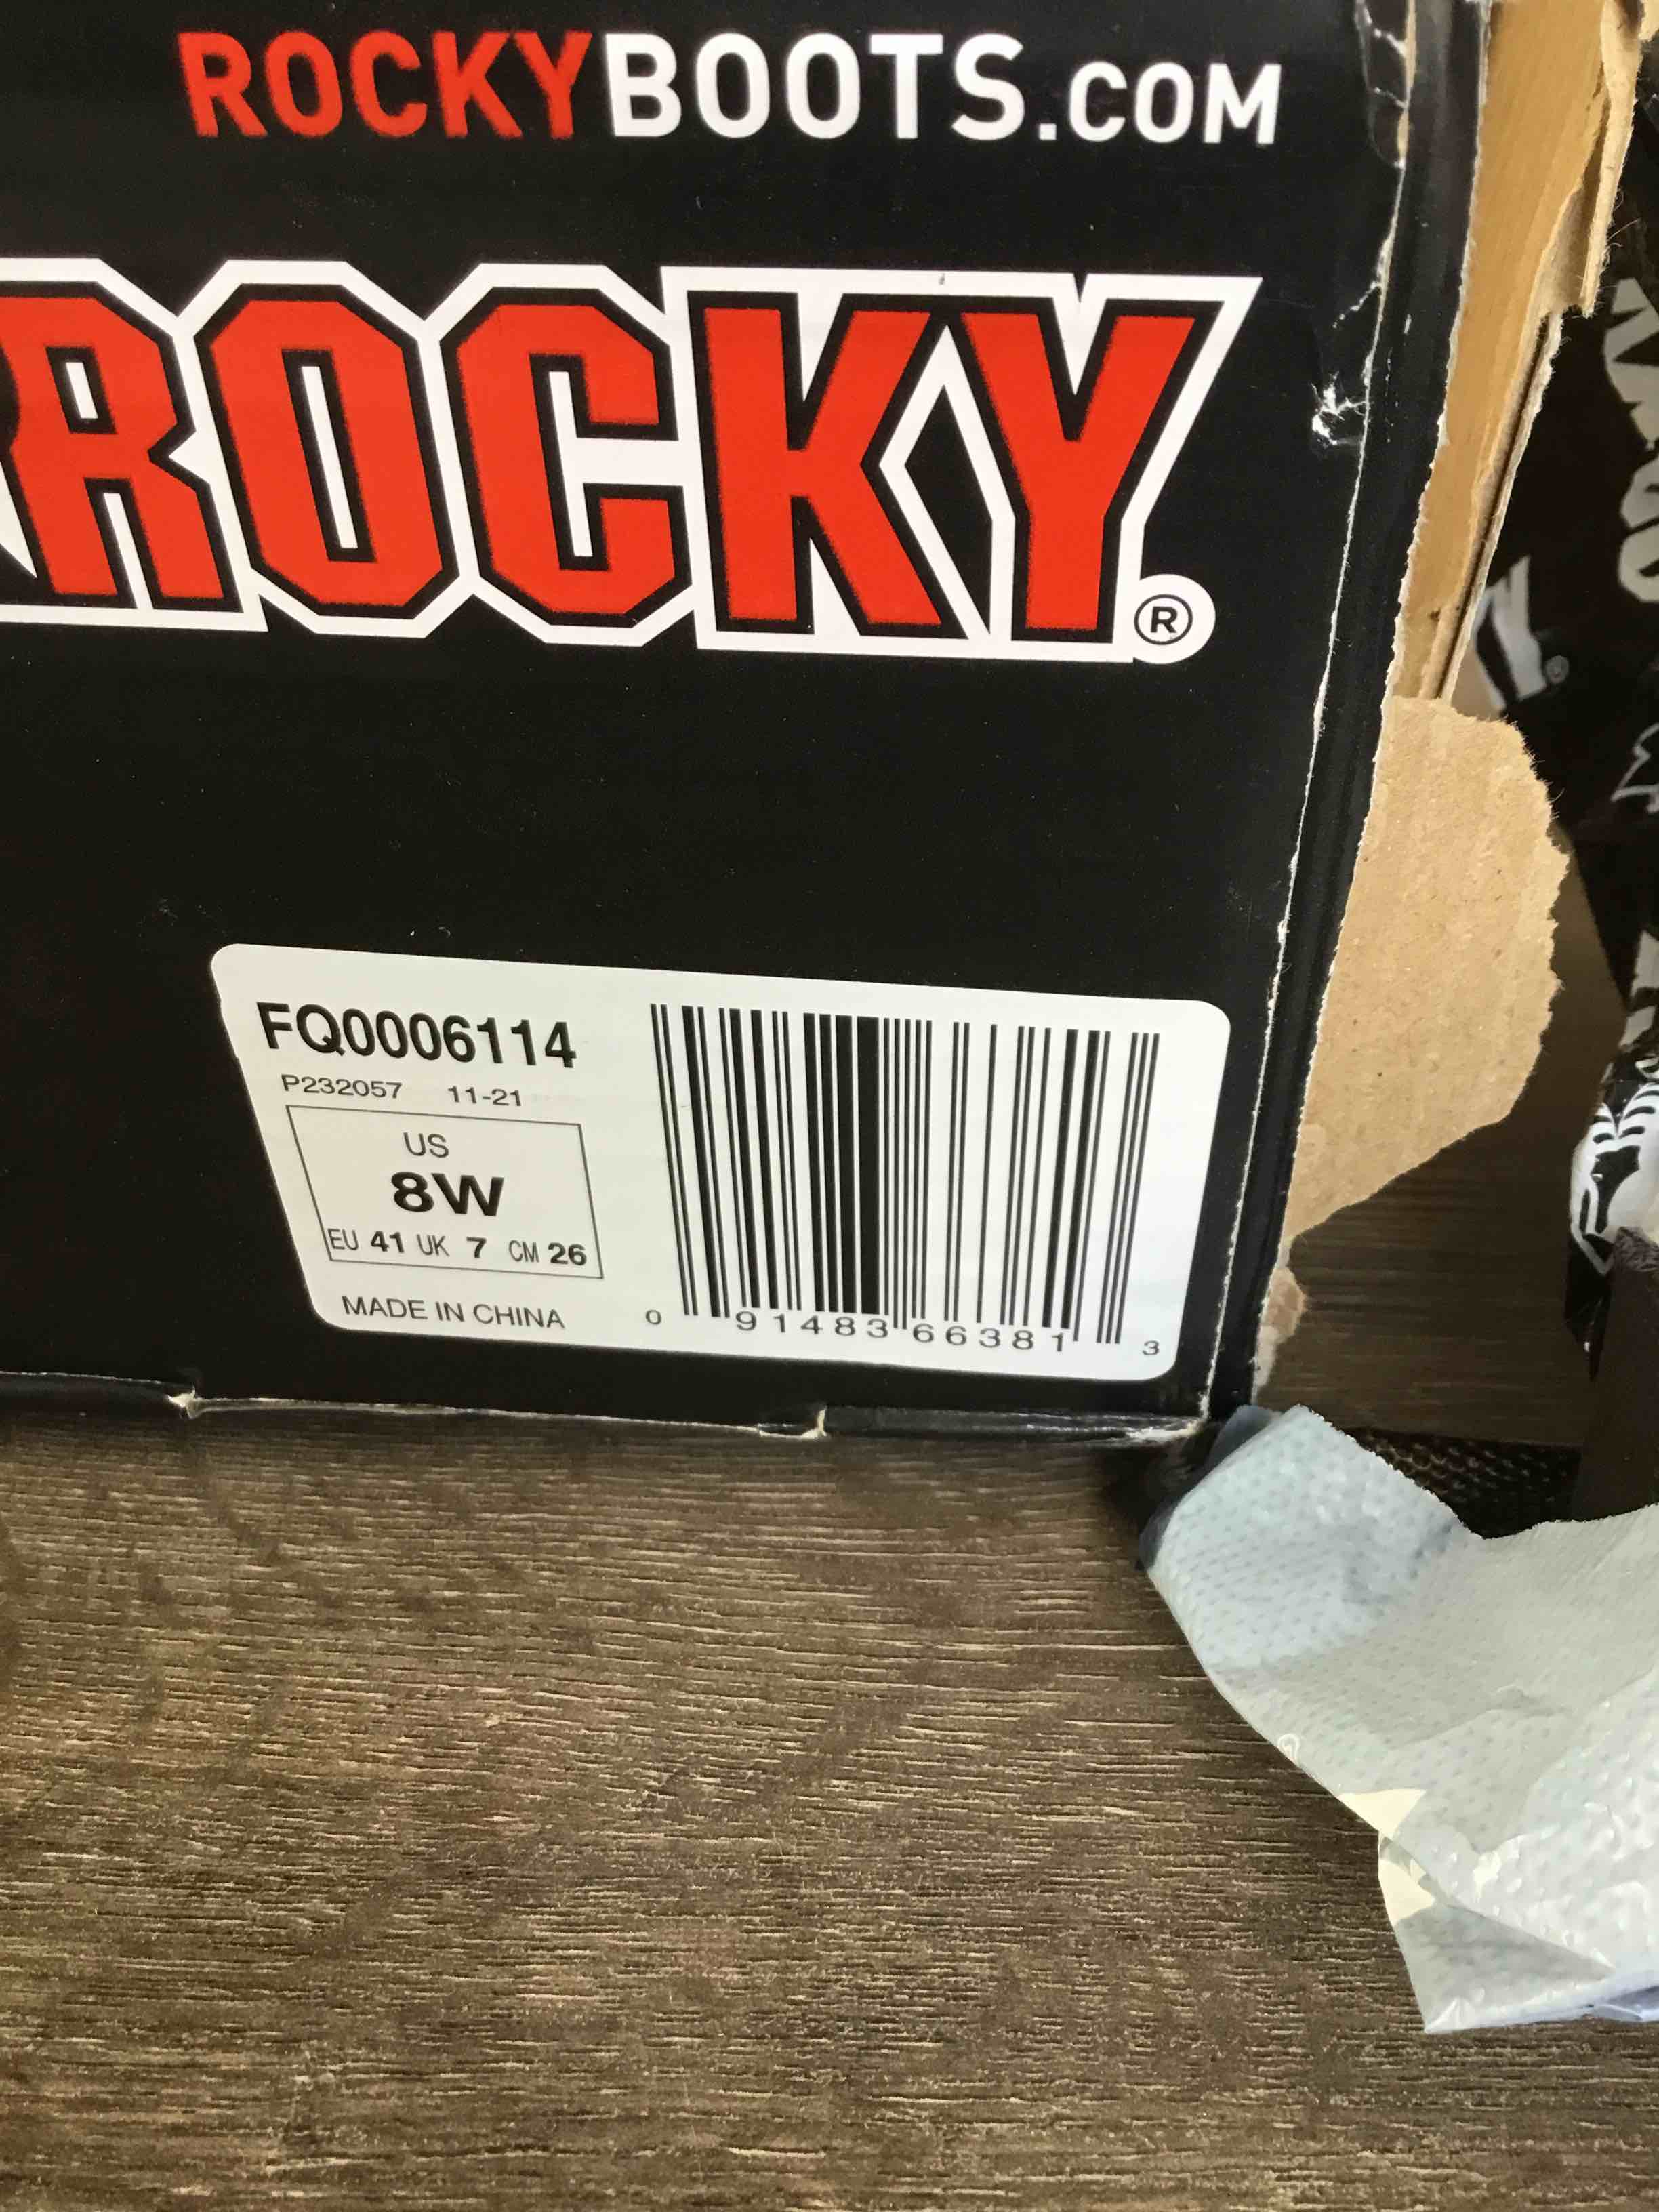 ROCKYBOOTS.COM
ROCKY®
FQ0006114
P232057 11-21
US
8W
EU 41 UK 7 CM 26
MADE IN CHINA
0 91483 66381 3